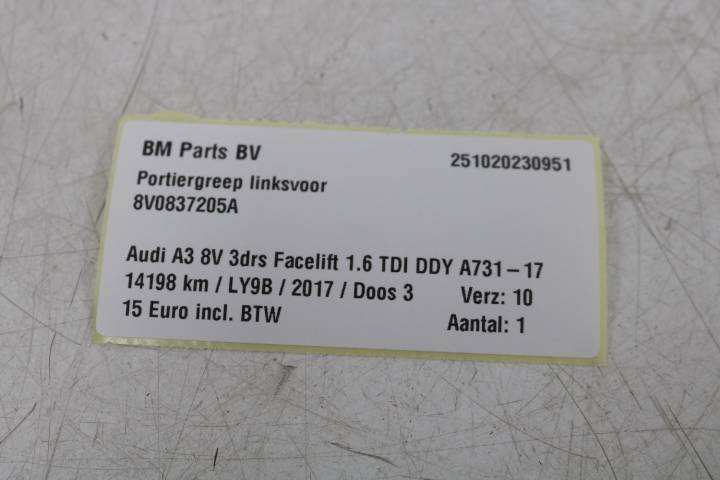 BM Parts BV 251020230951
Portiergreep linksvoor
8V0837205A
Audi A3 8V 3drs Facelift 1.6 TDI DDY A731-17
14198 km / LY9B / 2017 / Doos 3 Verz: 10
15 Euro incl. BTW Aantal: 1